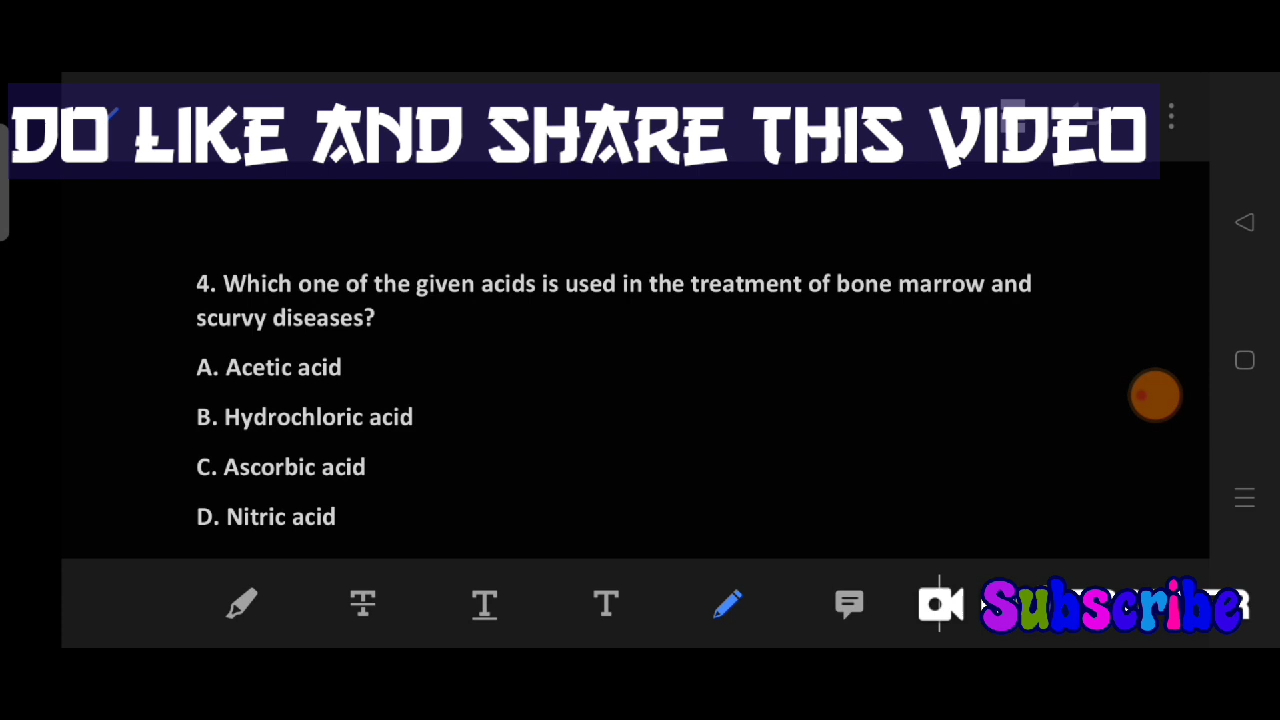 DO LIKE AND SHARE THIS VIDEO
4. Which one of the given acids is used in the treatment of bone marrow and
scurvy diseases?
A. Acetic acid
B. Hydrochloric acid
C. Ascorbic acid
D. Nitric acid
Subscribe